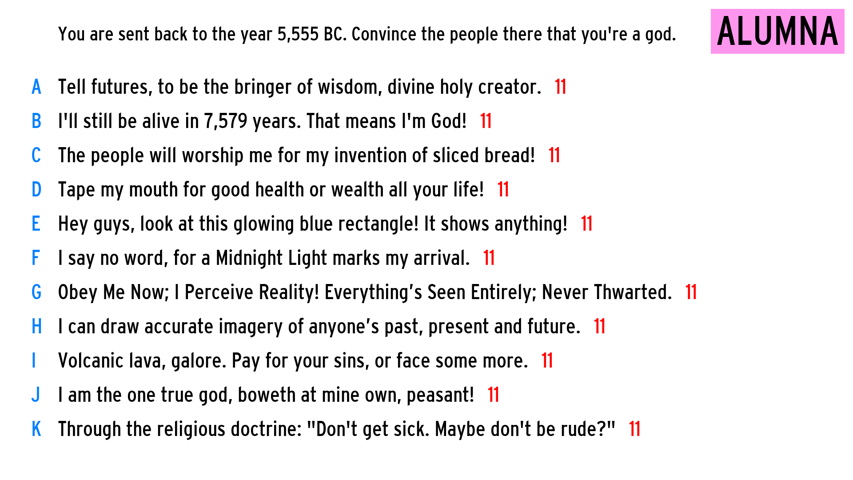 You are sent back to the year 5,555 BC. Convince the people there that you're a god.
ALUMNA
A Tell futures, to be the bringer of wisdom, divine holy creator. 11
B I'll still be alive in 7,579 years. That means I'm God! 11
C The people will worship me for my invention of sliced bread! 11
D Tape my mouth for good health or wealth all your life! 11
E Hey guys, look at this glowing blue rectangle! It shows anything! 11
F I say no word, for a Midnight Light marks my arrival. 11
G Obey Me Now; I Perceive Reality! Everything’s Seen Entirely; Never Thwarted. 11
H I can draw accurate imagery of anyone’s past, present and future. 11
I Volcanic lava, galore. Pay for your sins, or face some more. 11
J I am the one true god, boweth at mine own, peasant! 11
K Through the religious doctrine: "Don't get sick. Maybe don't be rude?" 11